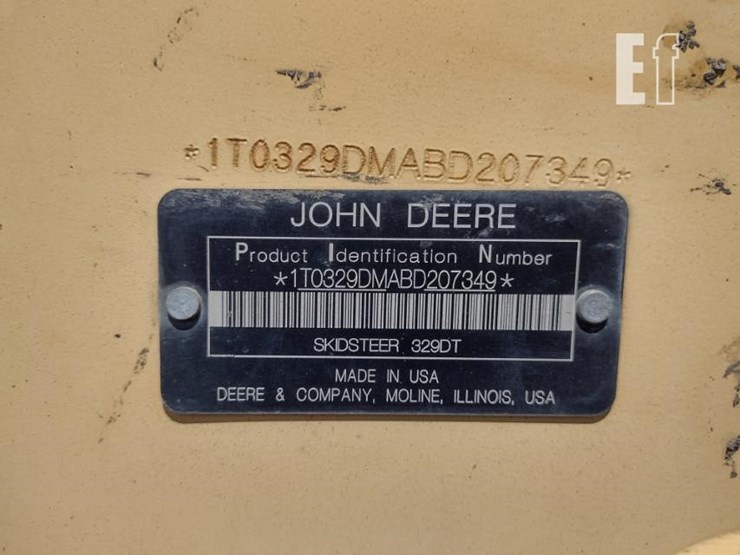 Ef
*1T0329DMABD207349*
JOHN DEERE
Product Identification Number
*1T0329DMABD207349*
SKIDSTEER 329DT
MADE IN USA
DEERE & COMPANY, MOLINE, ILLINOIS, USA